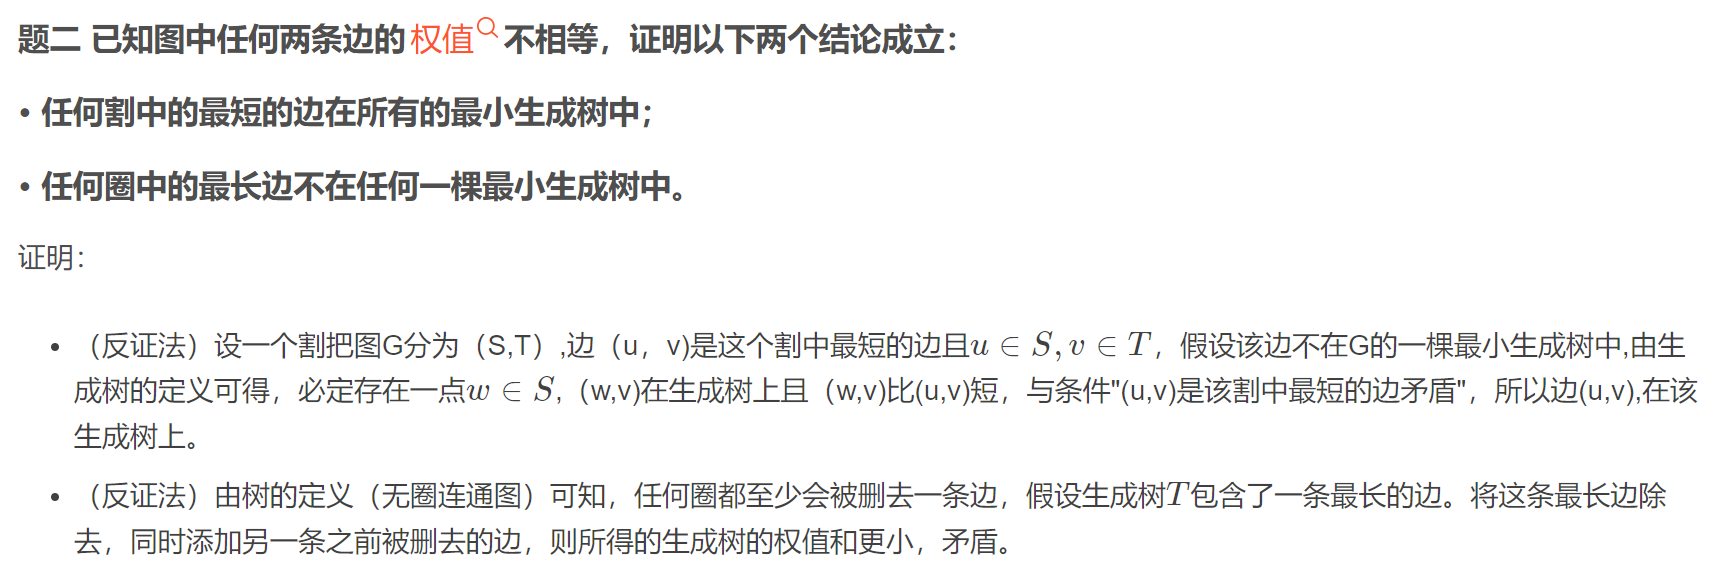 题二 已知图中任何两条边的权值不相等，证明以下两个结论成立：
• 任何割中的最短的边在所有的最小生成树中；
• 任何圈中的最长边不在任何一棵最小生成树中。
证明：
• （反证法）设一个割把图G分为（S,T）,边（u，v)是这个割中最短的边且u ∈ S, v ∈ T，假设该边不在G的一棵最小生成树中,由生
成树的定义可得，必定存在一点w ∈ S,（w,v)在生成树上且（w,v)比(u,v)短，与条件"(u,v)是该割中最短的边矛盾"，所以边(u,v),在该
生成树上。
• （反证法）由树的定义（无圈连通图）可知，任何圈都至少会被删去一条边，假设生成树T包含了一条最长的边。将这条最长边除
去，同时添加另一条之前被删去的边，则所得的生成树的权值和更小，矛盾。